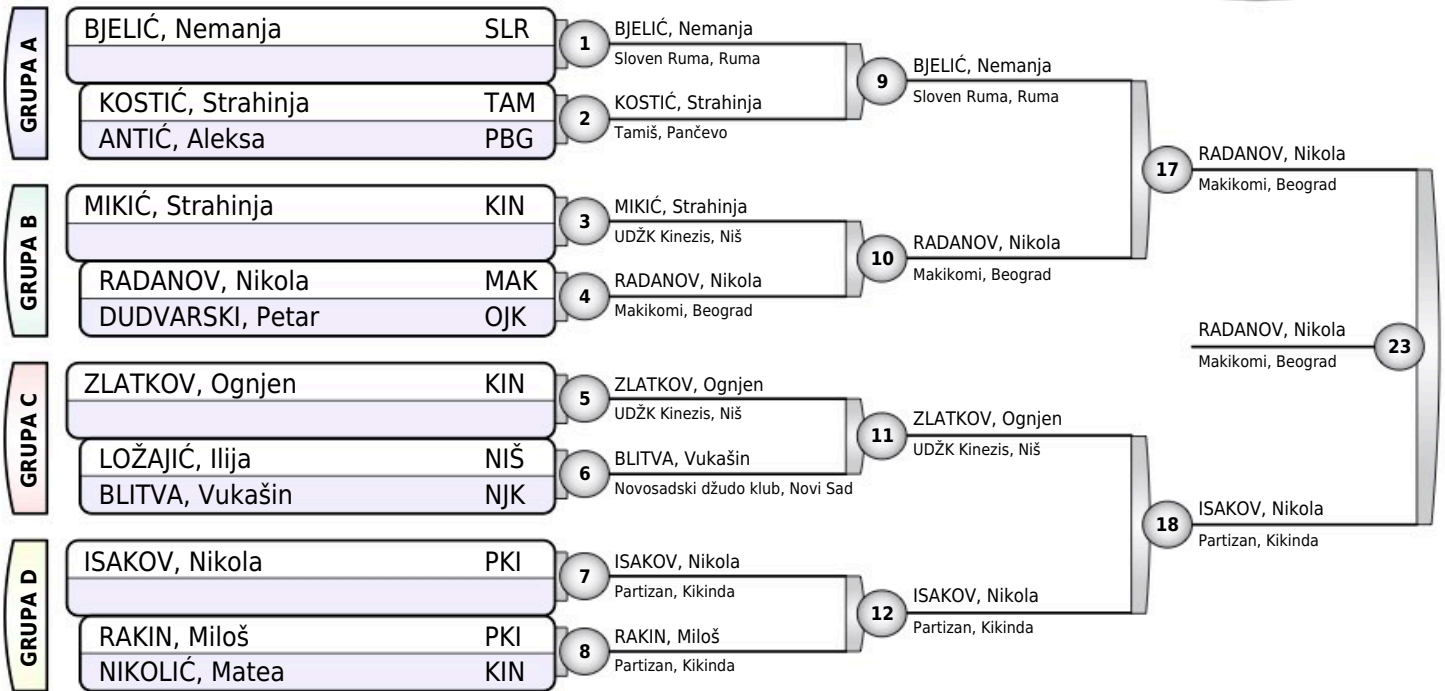 GRUPA A
BJELIĆ, Nemanja SLR
KOSTIĆ, Strahinja TAM
ANTIĆ, Aleksa PBG
GRUPA B
MIKIĆ, Strahinja KIN
RADANOV, Nikola MAK
DUDVARSKI, Petar OJK
GRUPA C
ZLATKOV, Ognjen KIN
LOŽAJIĆ, Ilija NIŠ
BLITVA, Vukašin NJK
GRUPA D
ISAKOV, Nikola PKI
RAKIN, Miloš PKI
NIKOLIĆ, Matea KIN
1
BJELIĆ, Nemanja
Sloven Ruma, Ruma
2
KOSTIĆ, Strahinja
Tamiš, Pančevo
3
MIKIĆ, Strahinja
UDŽK Kinezis, Niš
4
RADANOV, Nikola
Makikomi, Beograd
5
ZLATKOV, Ognjen
UDŽK Kinezis, Niš
6
BLITVA, Vukašin
Novosadski džudo klub, Novi Sad
7
ISAKOV, Nikola
Partizan, Kikinda
8
RAKIN, Miloš
Partizan, Kikinda
9
BJELIĆ, Nemanja
Sloven Ruma, Ruma
10
RADANOV, Nikola
Makikomi, Beograd
11
ZLATKOV, Ognjen
UDŽK Kinezis, Niš
12
ISAKOV, Nikola
Partizan, Kikinda
17
RADANOV, Nikola
Makikomi, Beograd
18
ISAKOV, Nikola
Partizan, Kikinda
RADANOV, Nikola
Makikomi, Beograd
23